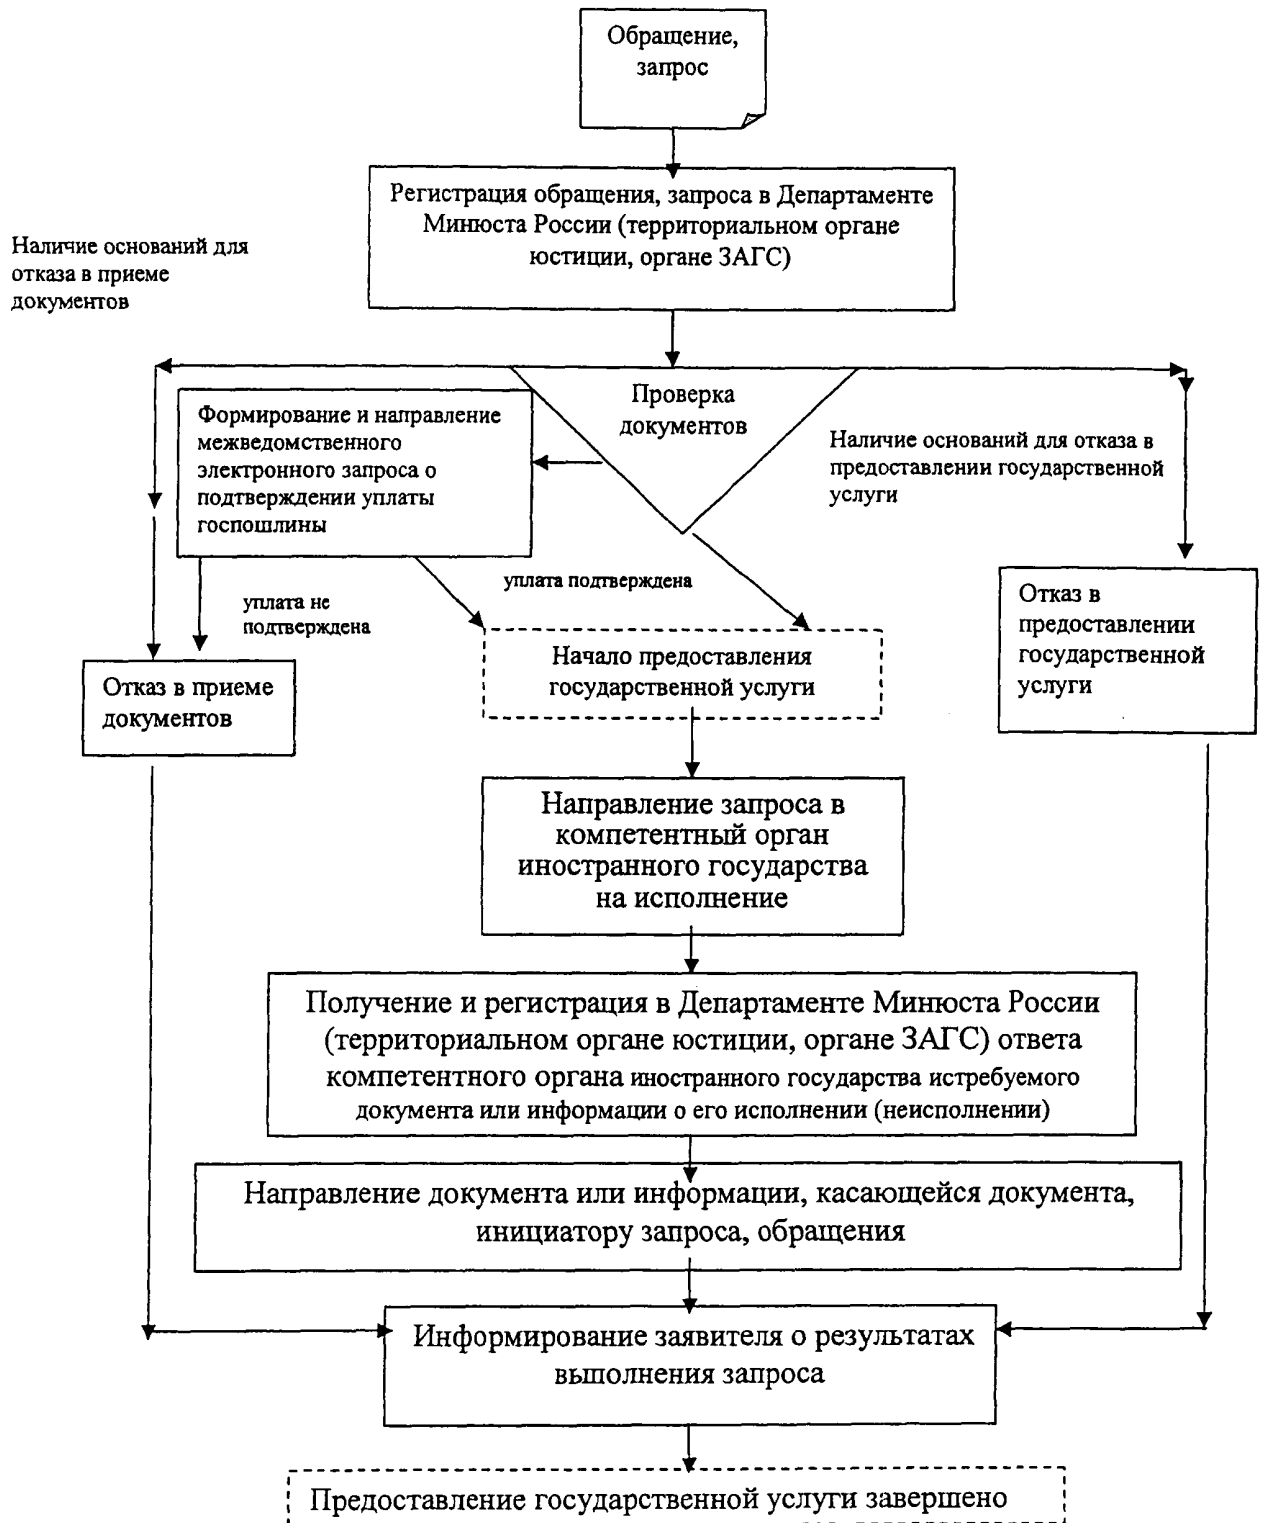 Обращение,
запрос
Регистрация обращения, запроса в Департаменте
Минюста России (территориальном органе
юстиции, органе ЗАГС)
Наличие оснований для
отказа в приеме
документов
Проверка
документов
Формирование и направление
межведомственного
электронного запроса о
подтверждении уплаты
госпошлины
Наличие оснований для отказа в
предоставлении государственной
услуги
уплата подтверждена
уплата не
подтверждена
Отказ в
предоставлении
государственной
услуги
Начало предоставления
государственной услуги
Отказ в приеме
документов
Направление запроса в
компетентный орган
иностранного государства
на исполнение
Получение и регистрация в Департаменте Минюста России
(территориальном органе юстиции, органе ЗАГС) ответа
компетентного органа иностранного государства истребуемого
документа или информации о его исполнении (неисполнении)
Направление документа или информации, касающейся документа,
инициатору запроса, обращения
Информирование заявителя о результатах
выполнения запроса
Предоставление государственной услуги завершено